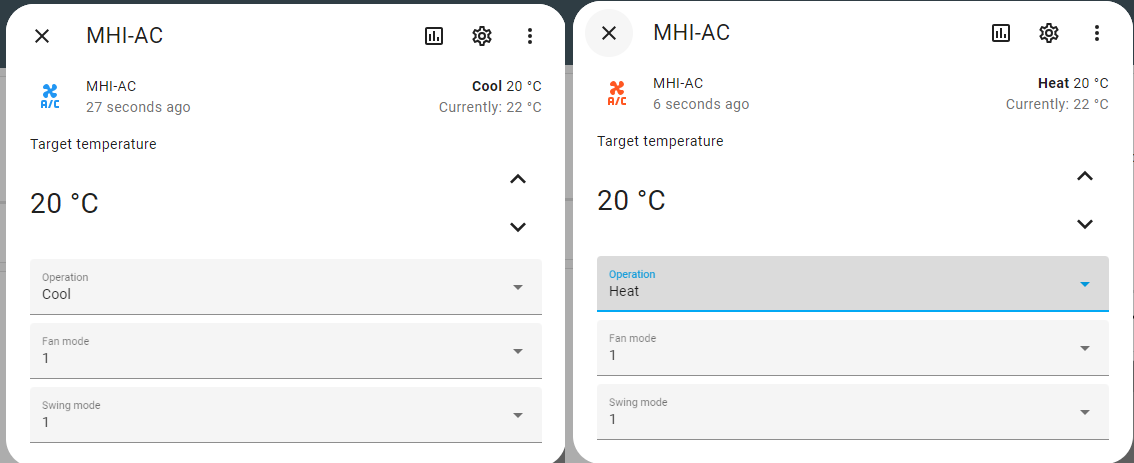 MHI-AC
A/C
MHI-AC
27 seconds ago
Cool 20 °C
Currently: 22 °C
Target temperature
20 °C
Operation
Cool
Fan mode
1
Swing mode
1
MHI-AC
A/C
MHI-AC
6 seconds ago
Heat 20 °C
Currently: 22 °C
Target temperature
20 °C
Operation
Heat
Fan mode
1
Swing mode
1